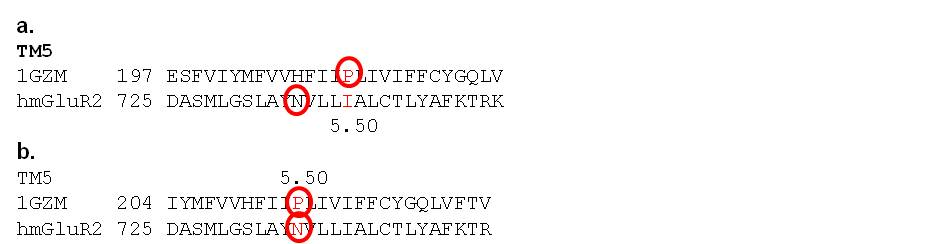 a.
TM5
1GZM 197 ESFVIYMFVVHFIIPLIVIFFCYGQLV
hmGluR2 725 DASMLGSLAYNVLLIALCTLYAFKTRK
5.50
b.
TM5 5.50
1GZM 204 IYMFVVHFIIPLIVIFFCYGQLVFTV
hmGluR2 725 DASMLGSLAYNVLLIALCTLYAFKTR